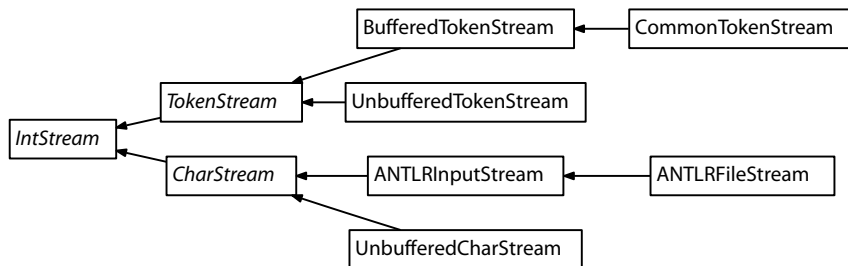 BufferedTokenStream
CommonTokenStream
TokenStream
UnbufferedTokenStream
IntStream
CharStream
ANTLRInputStream
ANTLRFileStream
UnbufferedCharStream